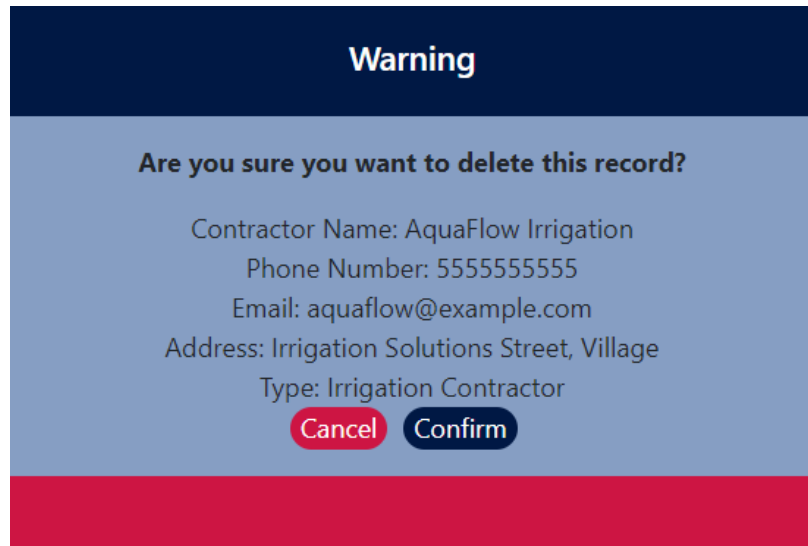 Warning
Are you sure you want to delete this record?
Contractor Name: AquaFlow Irrigation
Phone Number: 5555555555
Email: aquaflow@example.com
Address: Irrigation Solutions Street, Village
Type: Irrigation Contractor
Cancel Confirm